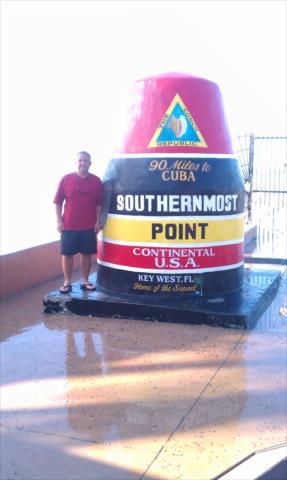 THE CONCH
REPUBLIC
90 Miles to
CUBA
SOUTHERNMOST
POINT
CONTINENTAL
U.S.A.
KEY WEST, FL
Home of the Sunset